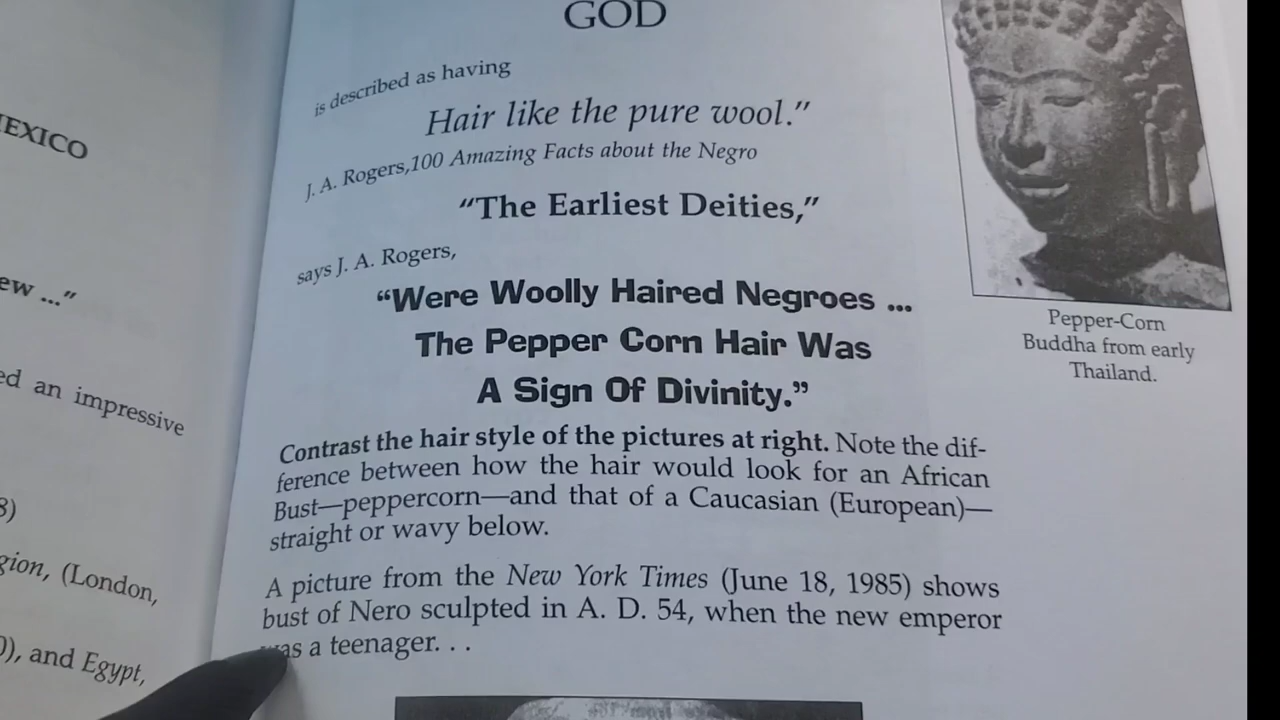 MEXICO
ew ..."
ed an impressive
8)
gion, (London,
0), and Egypt,
GOD
is described as having
Hair like the pure wool."
J. A. Rogers,100 Amazing Facts about the Negro
"The Earliest Deities,"
says J. A. Rogers,
"Were Woolly Haired Negroes ...
The Pepper Corn Hair Was
A Sign Of Divinity."
Contrast the hair style of the pictures at right. Note the dif-
ference between how the hair would look for an African
Bust—peppercorn—and that of a Caucasian (European)—
straight or wavy below.
A picture from the New York Times (June 18, 1985) shows
bust of Nero sculpted in A. D. 54, when the new emperor
was a teenager. . .
Pepper-Corn
Buddha from early
Thailand.